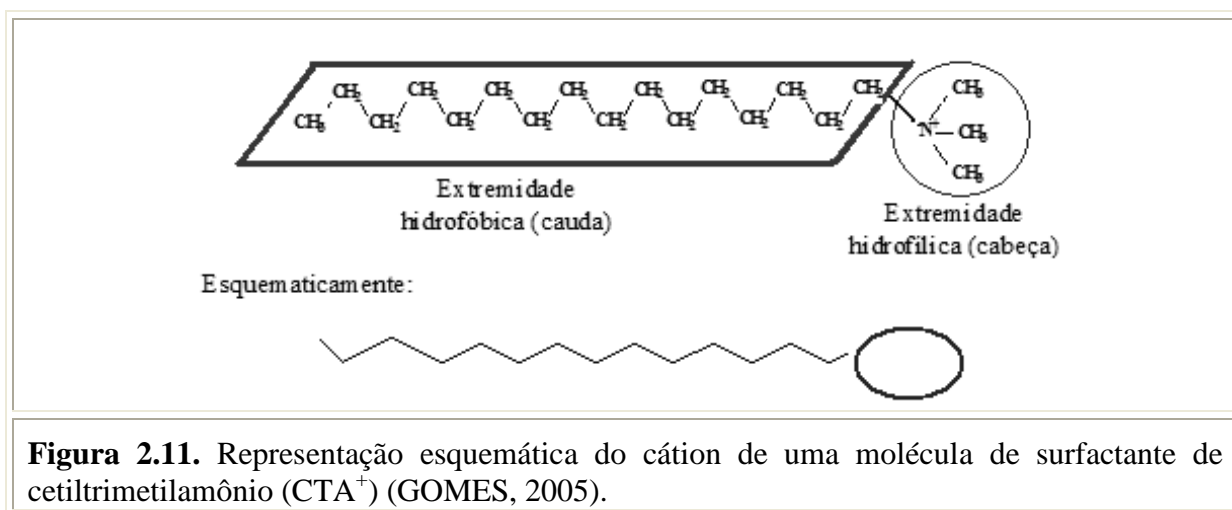 CH₂ CH₂ CH₂ CH₂ CH₂ CH₂ CH₂ CH₂ CH₃
CH₃ CH₂ CH₂ CH₂ CH₂ CH₂ CH₂ CH₂ N⁺ CH₃
CH₃
Extremidade
hidrofóbica (cauda)
Extremidade
hidrofílica (cabeça)
Esquematicamente:
Figura 2.11. Representação esquemática do cátion de uma molécula de surfactante de
cetiltrimetilamônio (CTA⁺) (GOMES, 2005).